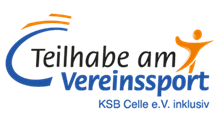 Teilhabe am
Vereinssport
KSB Celle e.V. inklusiv